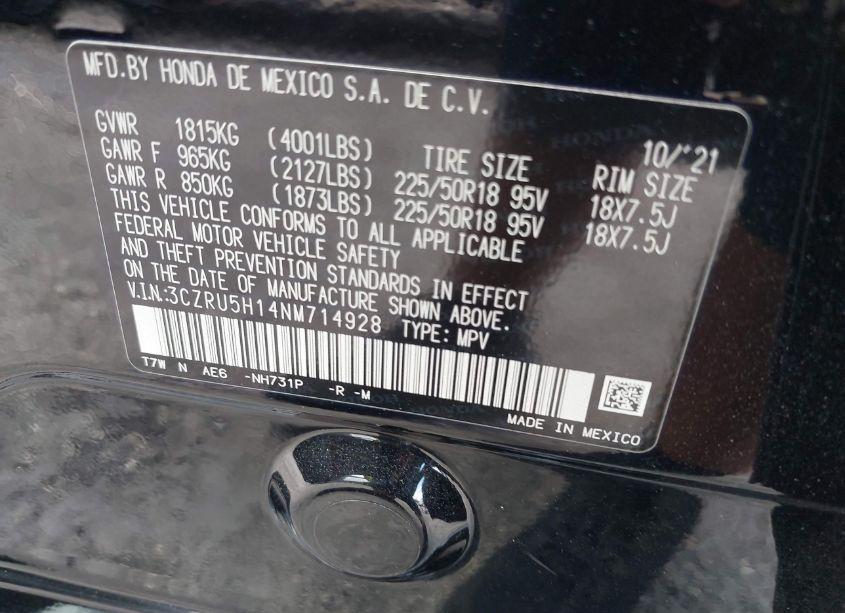 MFD.BY HONDA DE MEXICO S.A. DE C.V.
10/'21
GVWR 1815KG (4001LBS) TIRE SIZE RIM SIZE
GAWR F 965KG (2127LBS) 225/50R18 95V 18X7.5J
GAWR R 850KG (1873LBS) 225/50R18 95V 18X7.5J
THIS VEHICLE CONFORMS TO ALL APPLICABLE
FEDERAL MOTOR VEHICLE SAFETY
AND THEFT PREVENTION STANDARDS IN EFFECT
ON THE DATE OF MANUFACTURE SHOWN ABOVE.
V.I.N.:3CZRU5H14NM714928 TYPE: MPV
T7W N AE6 -NH731P -R -M
MADE IN MEXICO